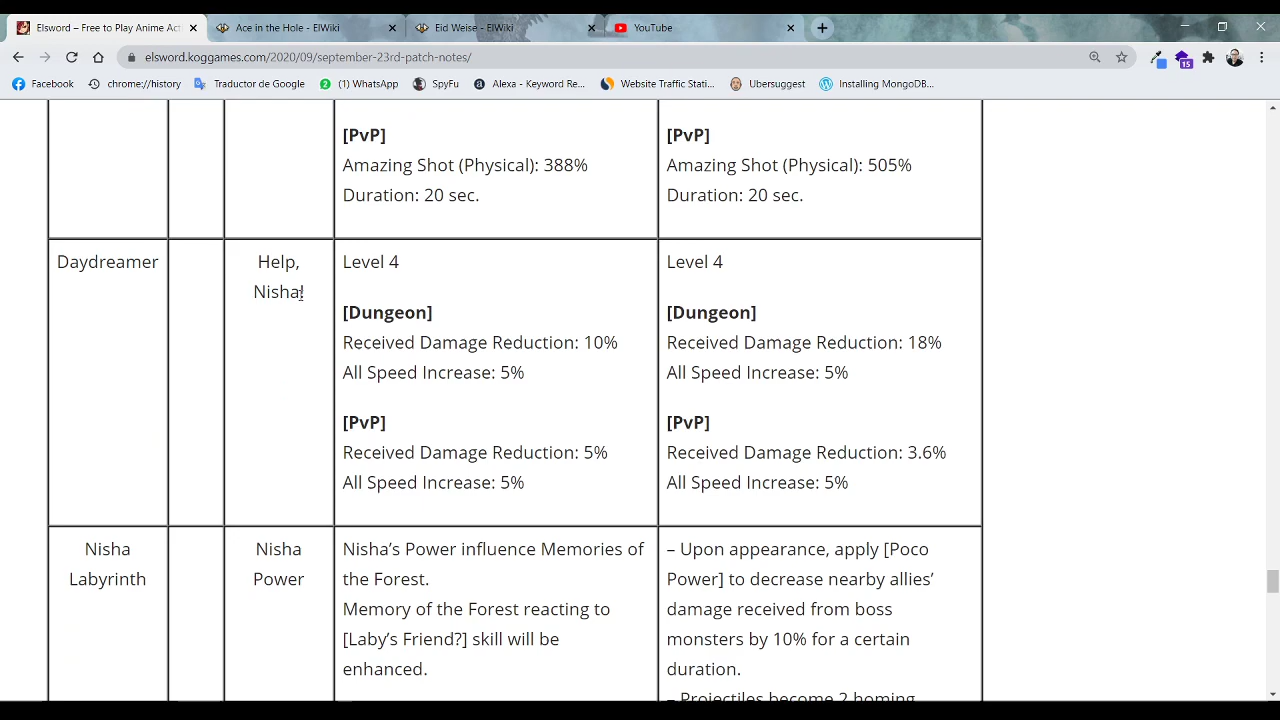 Elsword – Free to Play Anime Act
Ace in the Hole - ElWiki
Eid Weise - ElWiki
YouTube
elsword.koggames.com/2020/09/september-23rd-patch-notes/
15
Facebook
chrome://history
Traductor de Google
2
(1) WhatsApp
SpyFu
Alexa - Keyword Re...
Website Traffic Stati...
Ubersuggest
Installing MongoDB...
[PvP]
Amazing Shot (Physical): 388%
Duration: 20 sec.
[PvP]
Amazing Shot (Physical): 505%
Duration: 20 sec.
Daydreamer
Help,
Nisha!
Level 4
[Dungeon]
Received Damage Reduction: 10%
All Speed Increase: 5%
[PvP]
Received Damage Reduction: 5%
All Speed Increase: 5%
Level 4
[Dungeon]
Received Damage Reduction: 18%
All Speed Increase: 5%
[PvP]
Received Damage Reduction: 3.6%
All Speed Increase: 5%
Nisha
Labyrinth
Nisha
Power
Nisha’s Power influence Memories of
the Forest.
Memory of the Forest reacting to
[Laby’s Friend?] skill will be
enhanced.
– Upon appearance, apply [Poco
Power] to decrease nearby allies’
damage received from boss
monsters by 10% for a certain
duration.
– Projectiles become 2 homing